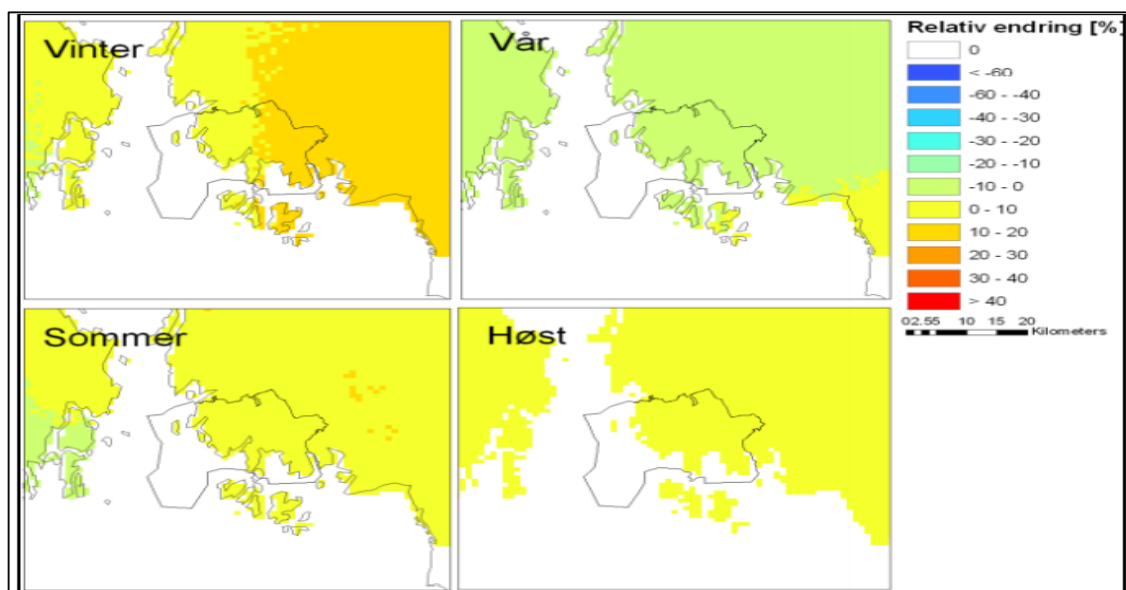 Vinter
Vår
Sommer
Høst
Relativ endring [%]
0
< -60
-60 - -40
-40 - -30
-30 - -20
-20 - -10
-10 - 0
0 - 10
10 - 20
20 - 30
30 - 40
> 40
02.55 10 15 20
Kilometers